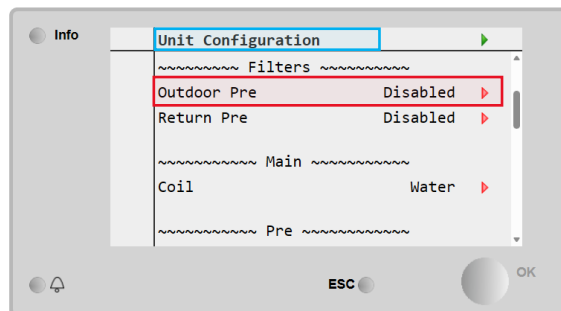 Info
Unit Configuration
~~~~~~~~~ Filters ~~~~~~~~~~
Outdoor Pre Disabled
Return Pre Disabled
~~~~~~~~~~~ Main ~~~~~~~~~~~
Coil Water
~~~~~~~~~~~ Pre ~~~~~~~~~~~~
ESC
OK